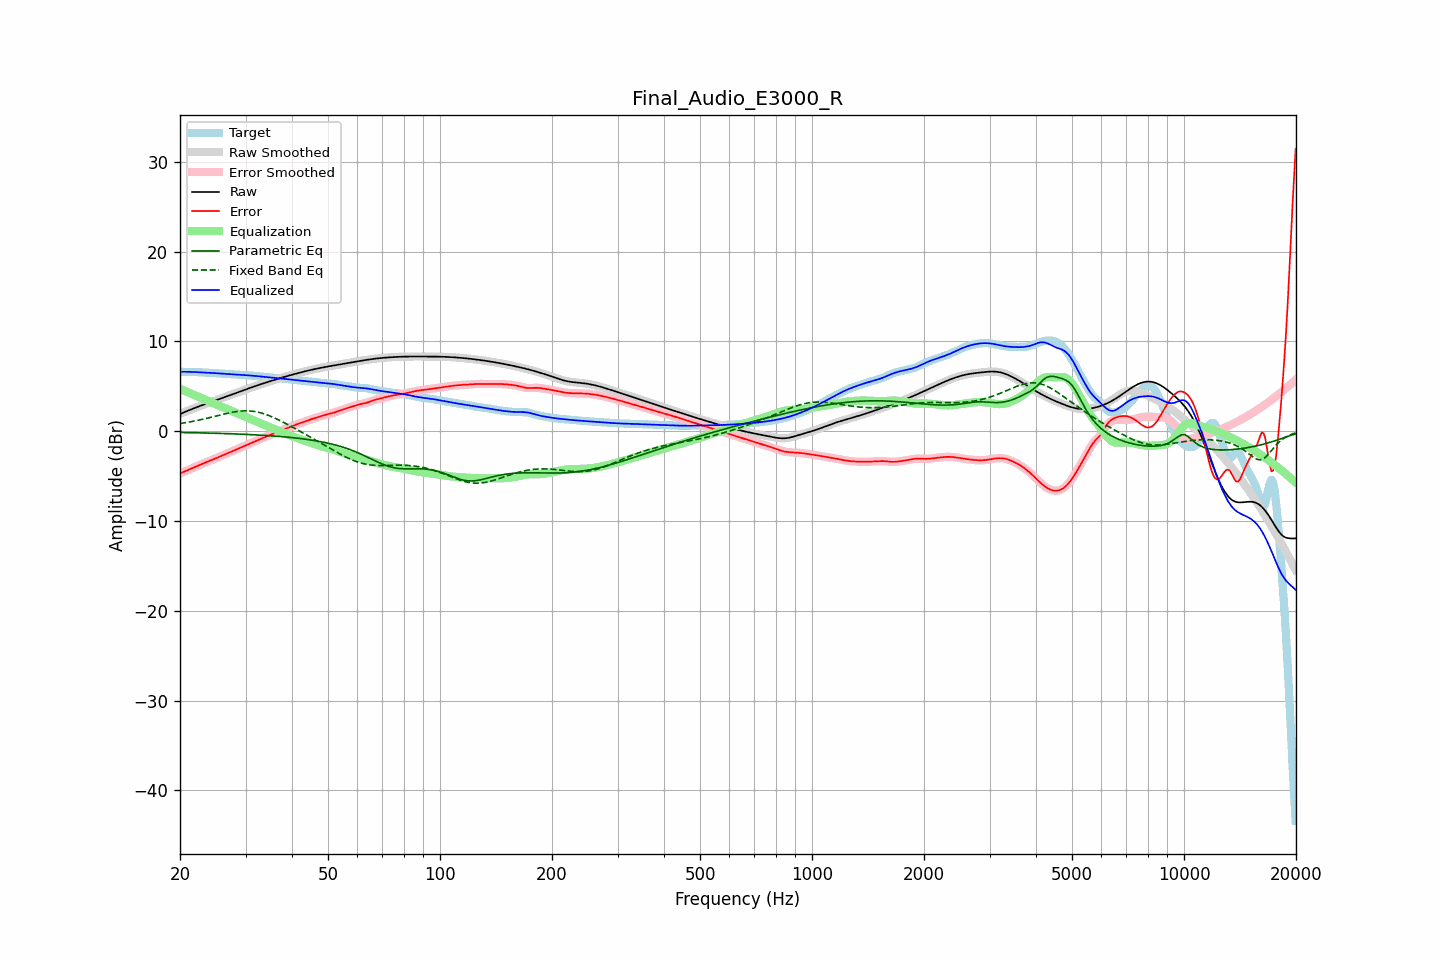 Final_Audio_E3000_R
Target
Raw Smoothed
Error Smoothed
Raw
Error
Equalization
Parametric Eq
Fixed Band Eq
Equalized
30
20
10
0
−10
−20
−30
−40
Amplitude (dBr)
20 50 100 200 500 1000 2000 5000 10000 20000
Frequency (Hz)